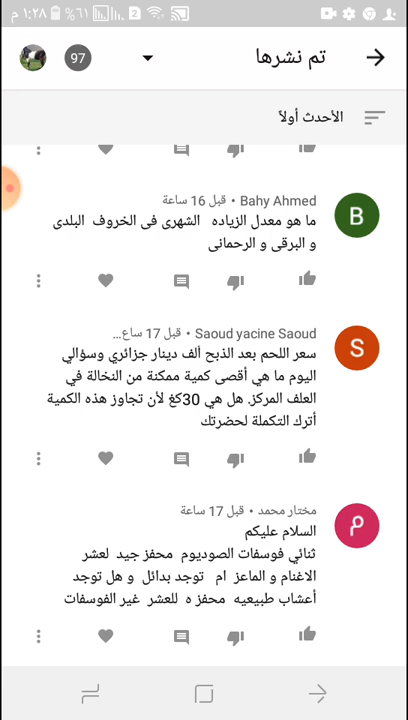 ١:٢٨ م
٦١%
2
تم نشرها
97
الأحدث أولاً
B
Bahy Ahmed • قبل 16 ساعة
ما هو معدل الزياده الشهرى فى الخروف البلدى
و البرقى و الرحمانى
S
Saoud yacine Saoud • قبل 17 ساع...
سعر اللحم بعد الذبح ألف دينار جزائري وسؤالي
اليوم ما هي أقصى كمية ممكنة من النخالة في
العلف المركز. هل هي 30كغ لأن تجاوز هذه الكمية
أترك التكملة لحضرتك
م
مختار محمد • قبل 17 ساعة
السلام عليكم
ثنائي فوسفات الصوديوم محفز جيد لعشر
الاغنام و الماعز ام توجد بدائل و هل توجد
أعشاب طبيعيه محفز ه للعشر غير الفوسفات